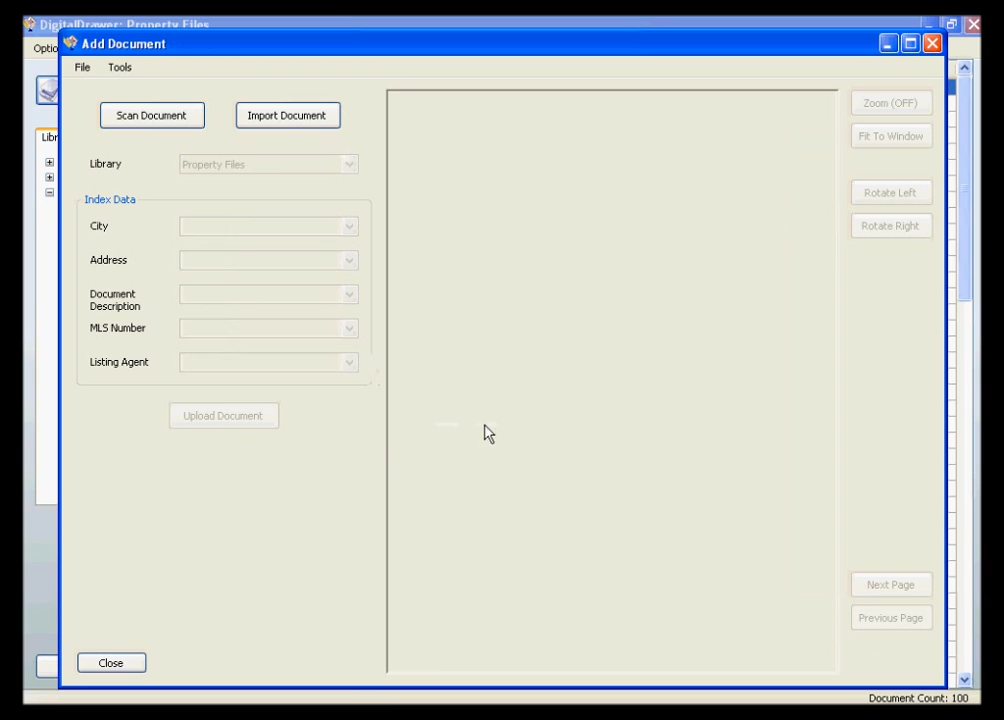 DigitalDrawer: Property Files
Optio
Add Document
File Tools
Scan Document Import Document
Zoom (OFF)
Fit To Window
Libr
Library Property Files
Rotate Left
Index Data
City
Rotate Right
Address
Document
Description
MLS Number
Listing Agent
Upload Document
Next Page
Previous Page
Close
Document Count: 100